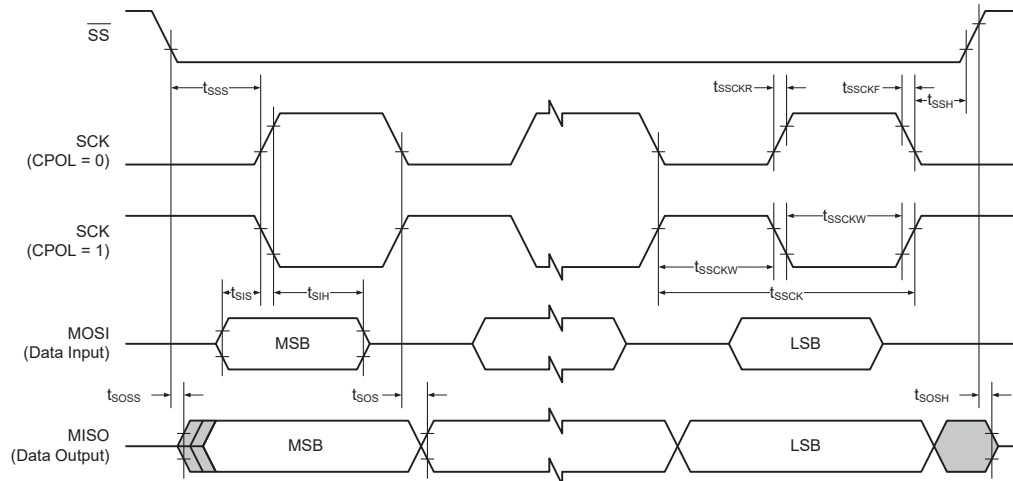 SS
tSSS
tSSCKR
tSSCKF
tSSH
SCK
(CPOL = 0)
SCK
(CPOL = 1)
tSSCKW
tSSCKW
tSSCK
tSIS
tSIH
MOSI
(Data Input)
MSB
LSB
tSOSS
tSOS
tSOSH
MISO
(Data Output)
MSB
LSB